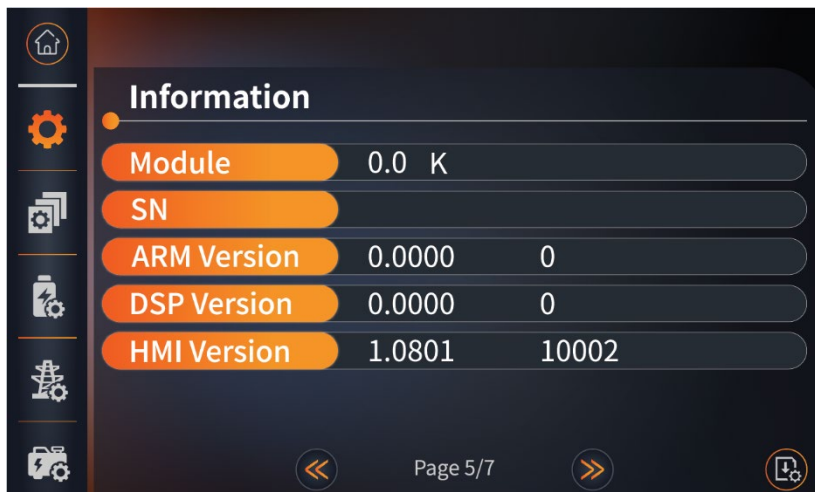 Information
Module 0.0 K
SN
ARM Version 0.0000 0
DSP Version 0.0000 0
HMI Version 1.0801 10002
Page 5/7